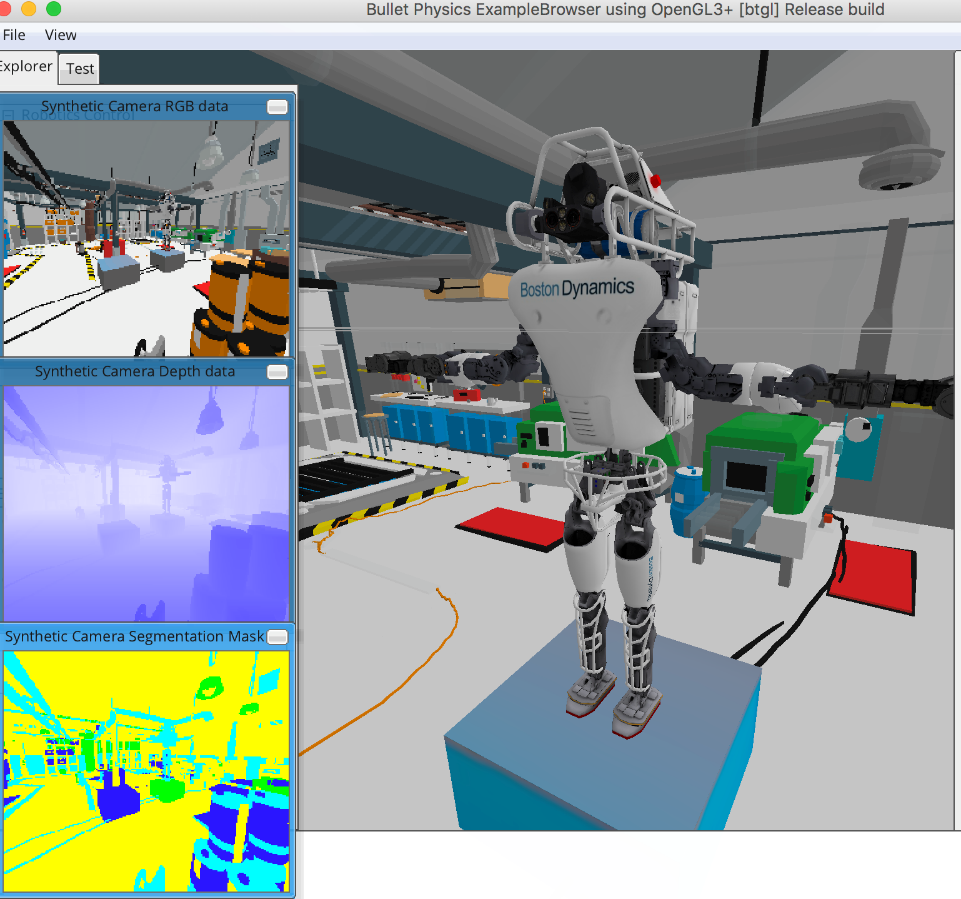 Bullet Physics ExampleBrowser using OpenGL3+ [btgl] Release build
File View
Explorer Test
Synthetic Camera RGB data
Robotics Control
Synthetic Camera Depth data
Synthetic Camera Segmentation Mask
Boston Dynamics
BostonDynamics